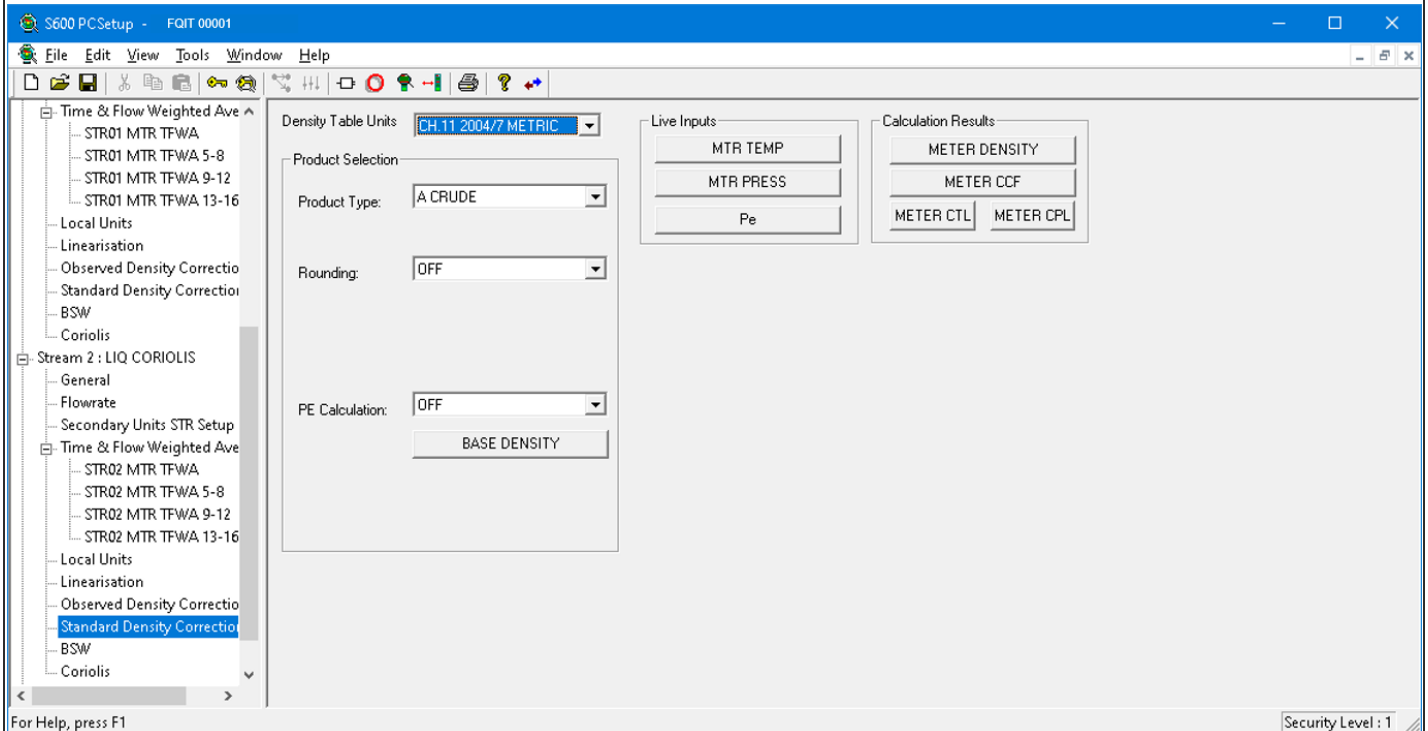 S600 PCSetup - FQIT 00001
File Edit View Tools Window Help
Time & Flow Weighted Ave
STR01 MTR TFWA
STR01 MTR TFWA 5-8
STR01 MTR TFWA 9-12
STR01 MTR TFWA 13-16
Local Units
Linearisation
Observed Density Correctio
Standard Density Correction
BSW
Coriolis
Stream 2 : LIQ CORIOLIS
General
Flowrate
Secondary Units STR Setup
Time & Flow Weighted Ave
STR02 MTR TFWA
STR02 MTR TFWA 5-8
STR02 MTR TFWA 9-12
STR02 MTR TFWA 13-16
Local Units
Linearisation
Observed Density Correctio
Standard Density Correction
BSW
Coriolis
Density Table Units CH.11 2004/7 METRIC
Product Selection
Product Type: A CRUDE
Rounding: OFF
PE Calculation: OFF
BASE DENSITY
Live Inputs
MTR TEMP
MTR PRESS
Pe
Calculation Results
METER DENSITY
METER CCF
METER CTL METER CPL
For Help, press F1
Security Level : 1